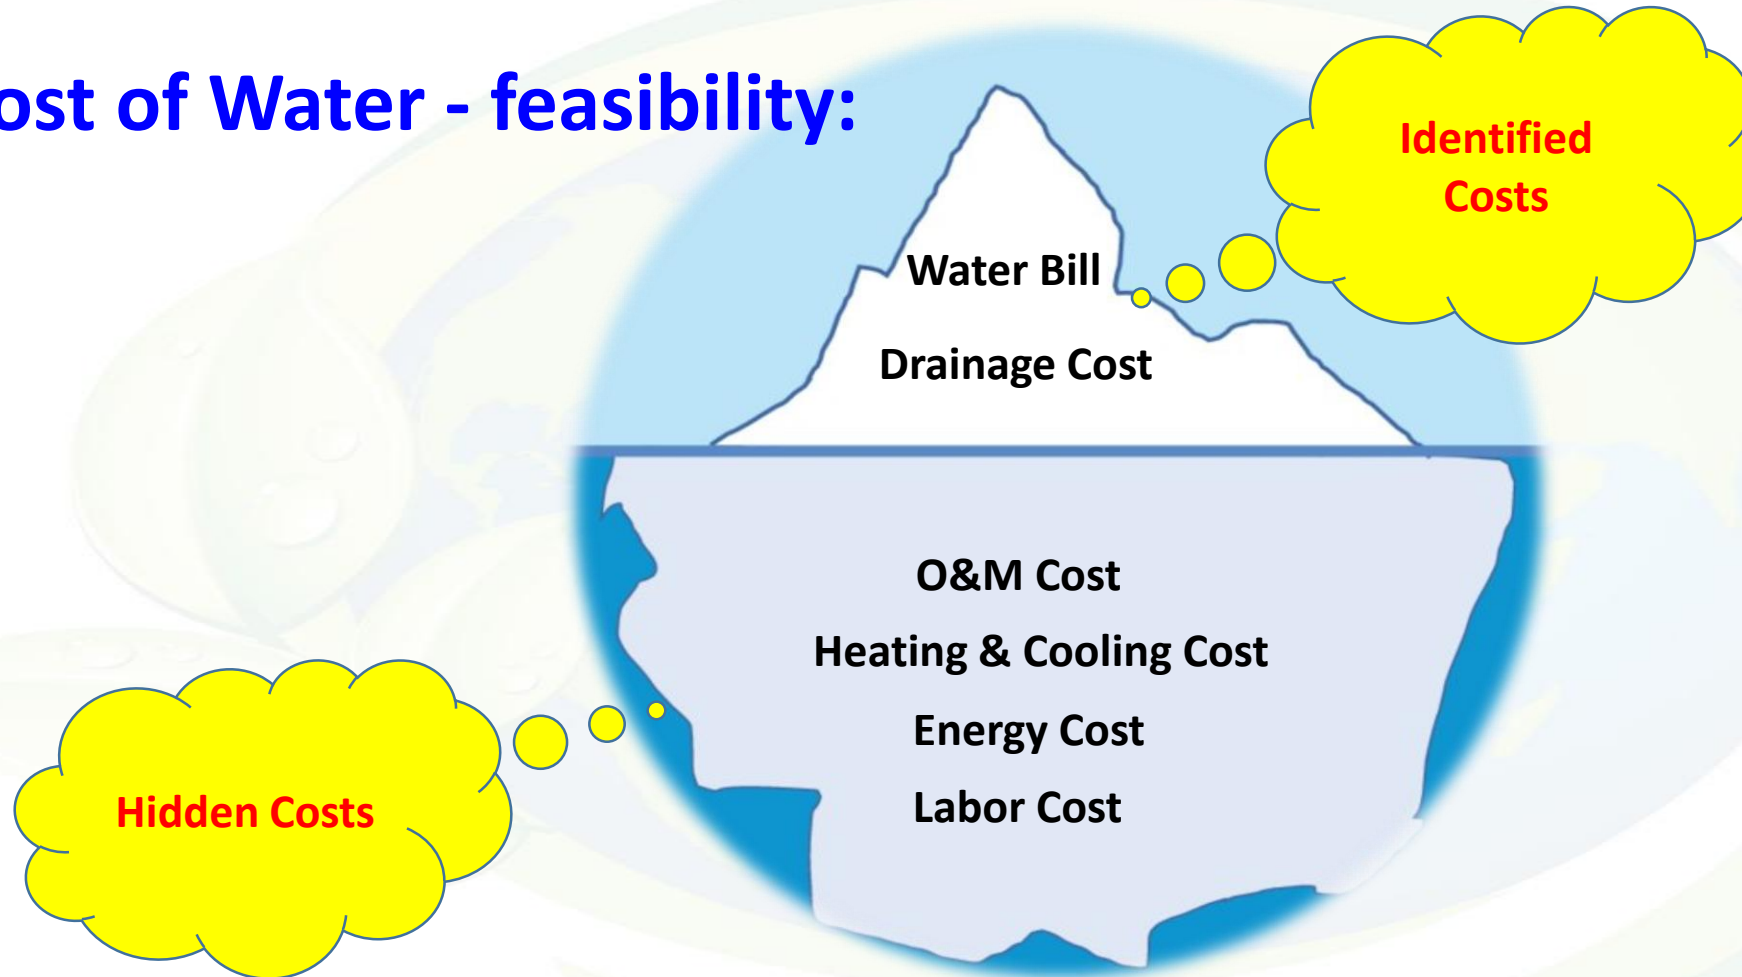 ost of Water - feasibility:
Identified
Costs
Water Bill
Drainage Cost
O&M Cost
Heating & Cooling Cost
Energy Cost
Labor Cost
Hidden Costs